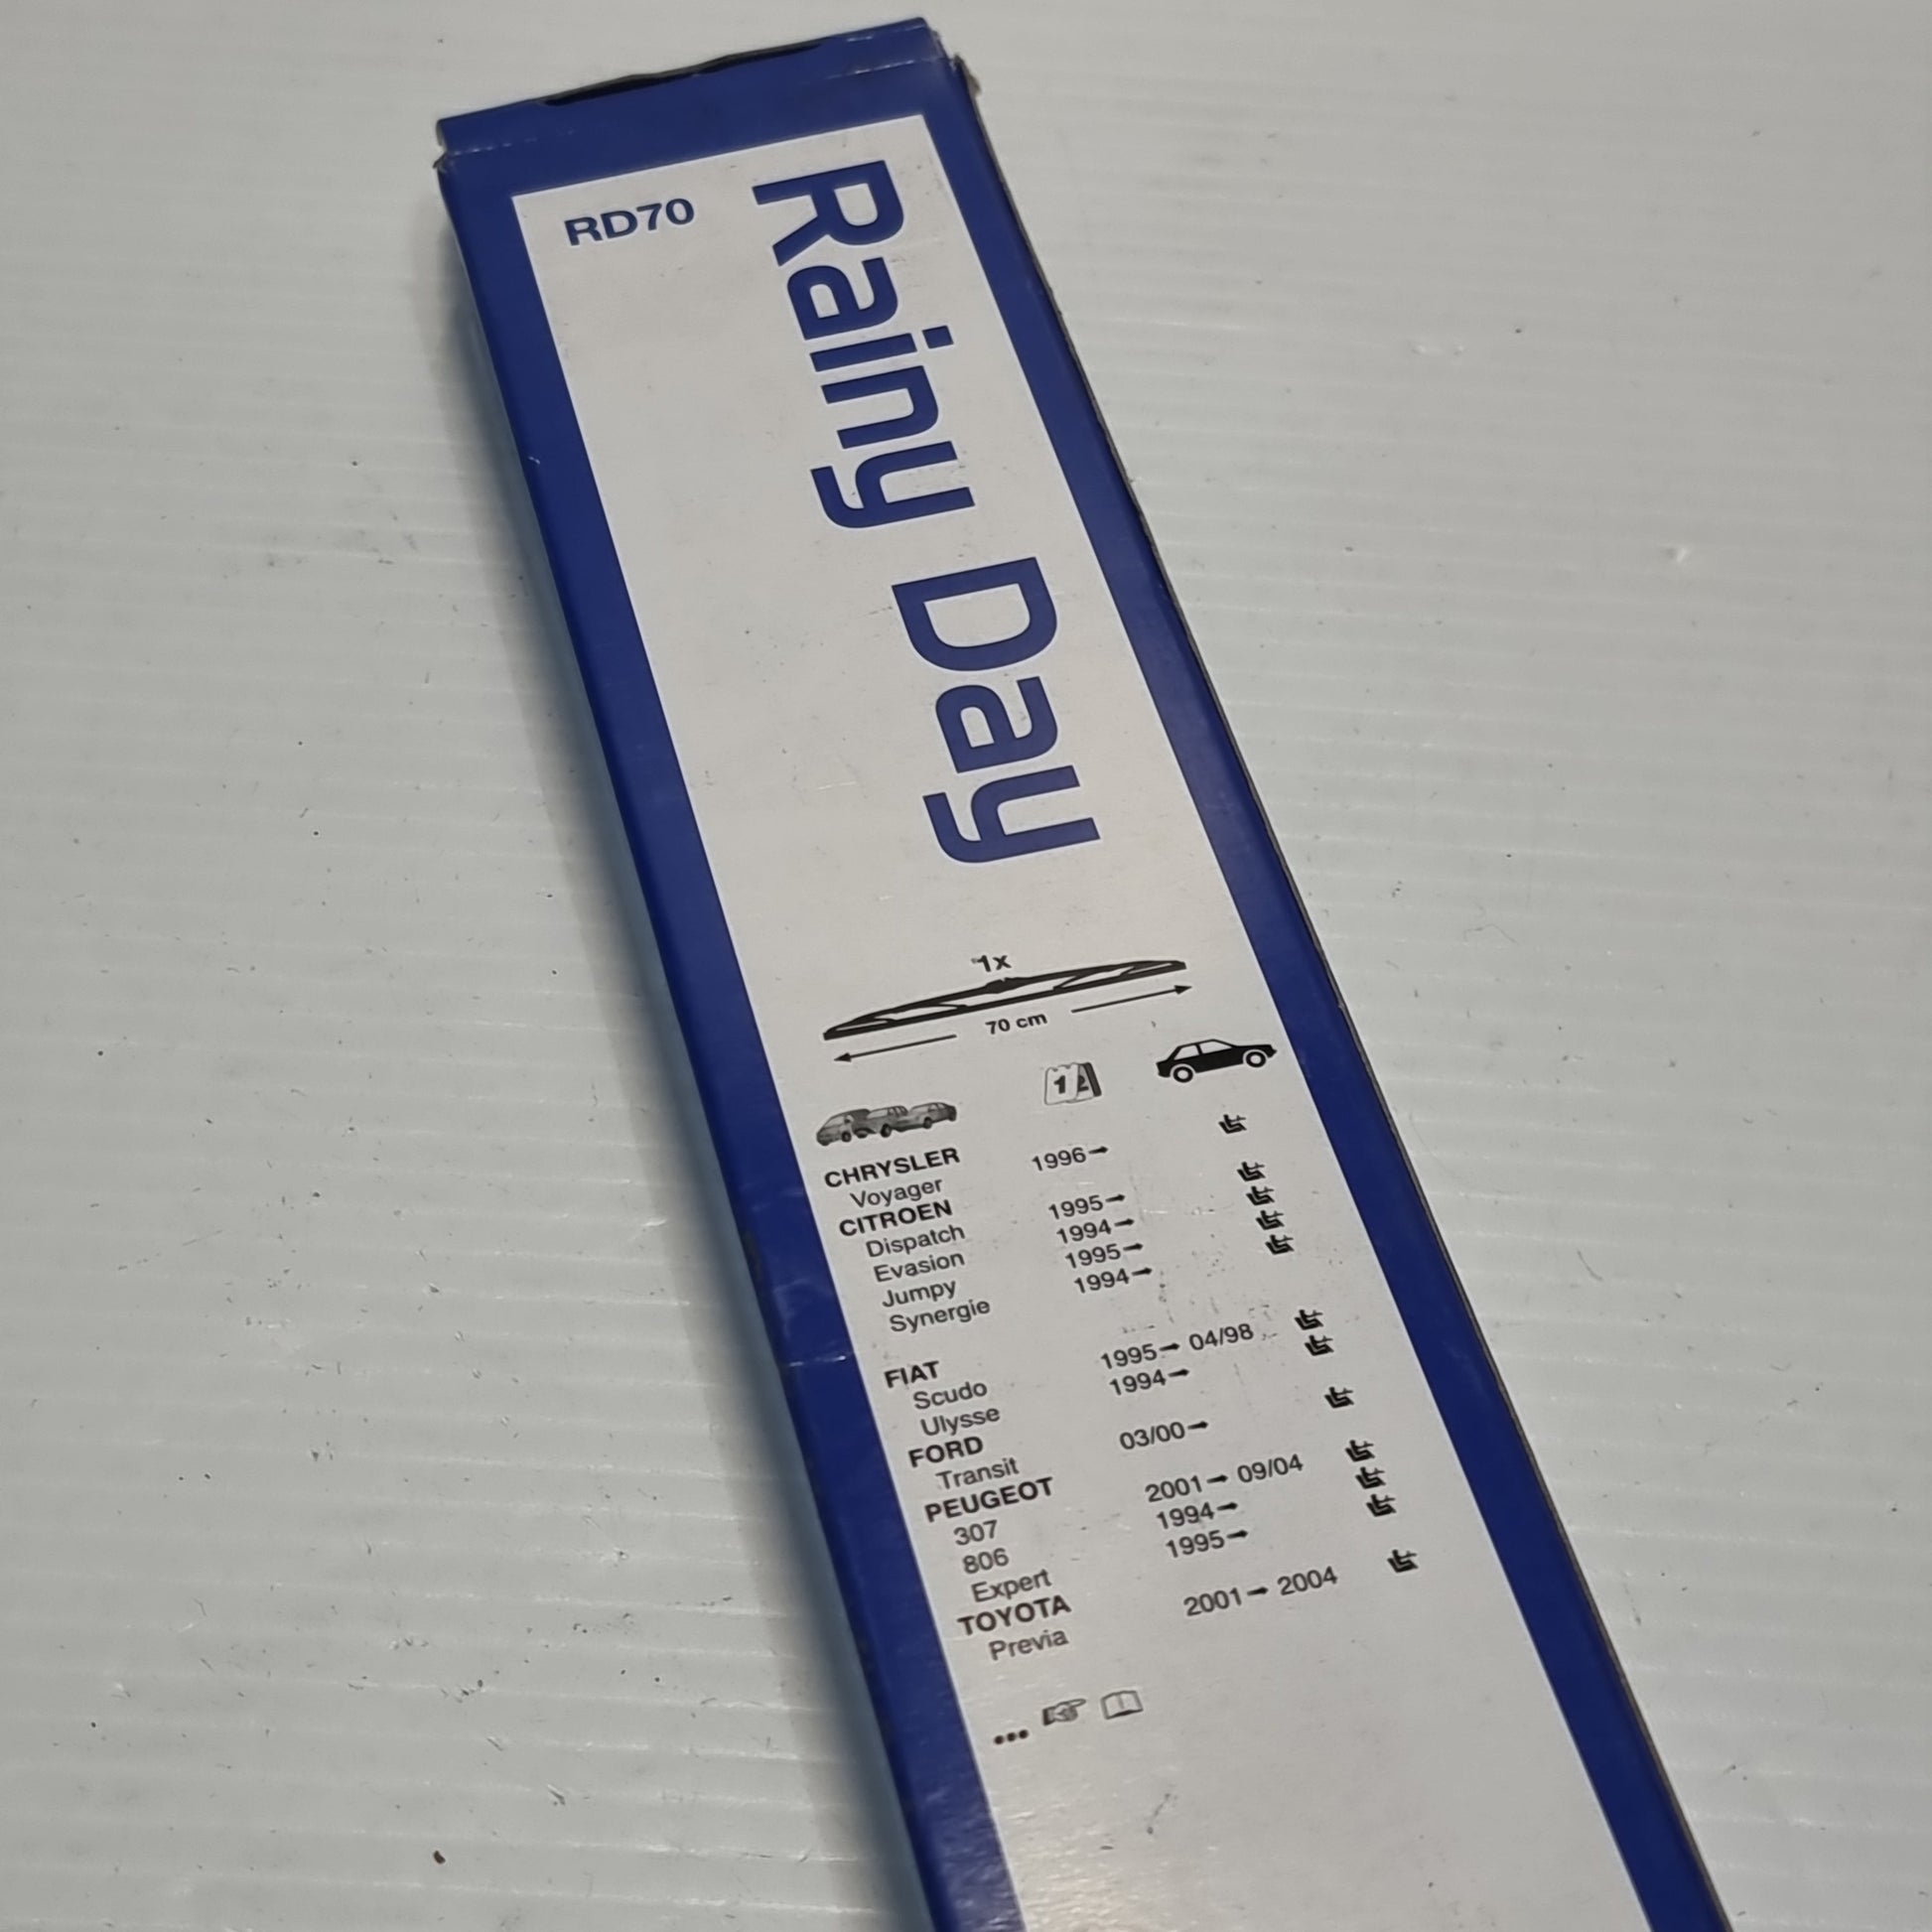 RD70
Rainy Day
1x
70 cm
12
CHRYSLER
Voyager 1996→
CITROEN
Dispatch 1995→
Evasion 1994→
Jumpy 1995→
Synergie 1994→
FIAT
Scudo 1995→ 04/98
Ulysse 1994→
FORD
Transit 03/00→
PEUGEOT
307 2001→ 09/04
806 1994→
Expert 1995→
TOYOTA
Previa 2001→ 2004
...